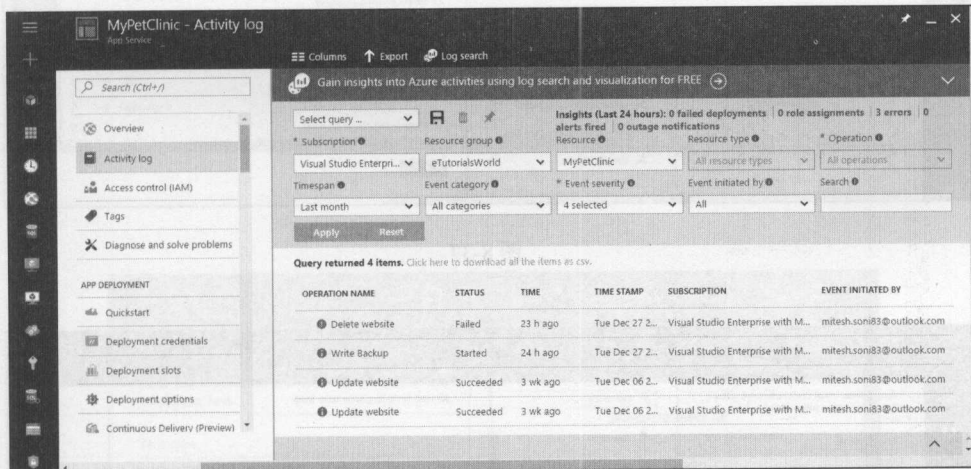 MyPetClinic - Activity log
App Service
Columns Export Log search
Gain insights into Azure activities using log search and visualization for FREE
Search (Ctrl+/)
Overview
Activity log
Access control (IAM)
Tags
Diagnose and solve problems
APP DEPLOYMENT
Quickstart
Deployment credentials
Deployment slots
Deployment options
Continuous Delivery (Preview)
Select query ...
Insights (Last 24 hours): 0 failed deployments | 0 role assignments | 3 errors | 0
alerts fired | 0 outage notifications
* Subscription Resource group Resource Resource type * Operation
Visual Studio Enterpri... eTutorialsWorld MyPetClinic All resource types All operations
Timespan Event category * Event severity Event initiated by Search
Last month All categories 4 selected All
Apply Reset
Query returned 4 items. Click here to download all the items as csv.
OPERATION NAME STATUS TIME TIME STAMP SUBSCRIPTION EVENT INITIATED BY
Delete website Failed 23 h ago Tue Dec 27 2... Visual Studio Enterprise with M... mitesh.soni83@outlook.com
Write Backup Started 24 h ago Tue Dec 27 2... Visual Studio Enterprise with M... mitesh.soni83@outlook.com
Update website Succeeded 3 wk ago Tue Dec 06 2... Visual Studio Enterprise with M... mitesh.soni83@outlook.com
Update website Succeeded 3 wk ago Tue Dec 06 2... Visual Studio Enterprise with M... mitesh.soni83@outlook.com